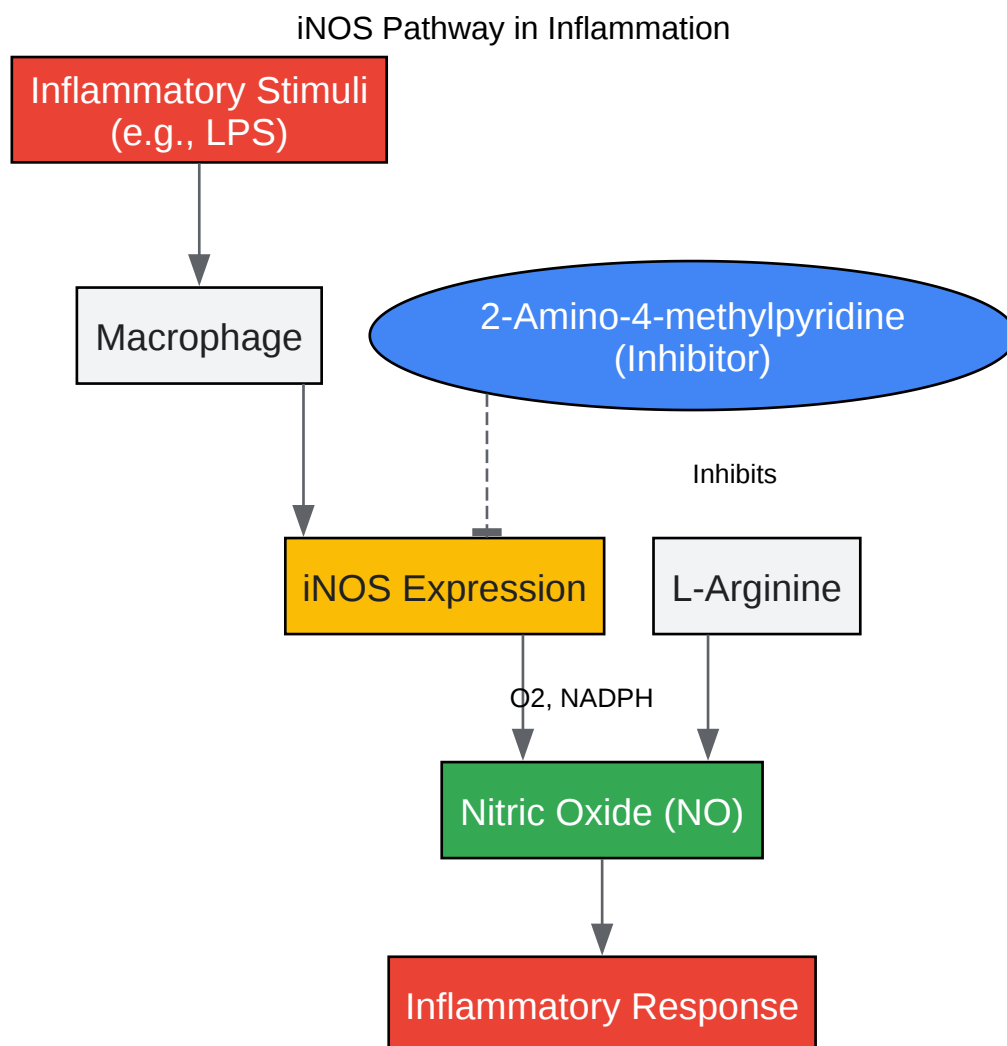 iNOS Pathway in Inflammation
Inflammatory Stimuli
(e.g., LPS)
Macrophage
2-Amino-4-methylpyridine
(Inhibitor)
Inhibits
iNOS Expression
L-Arginine
O2, NADPH
Nitric Oxide (NO)
Inflammatory Response